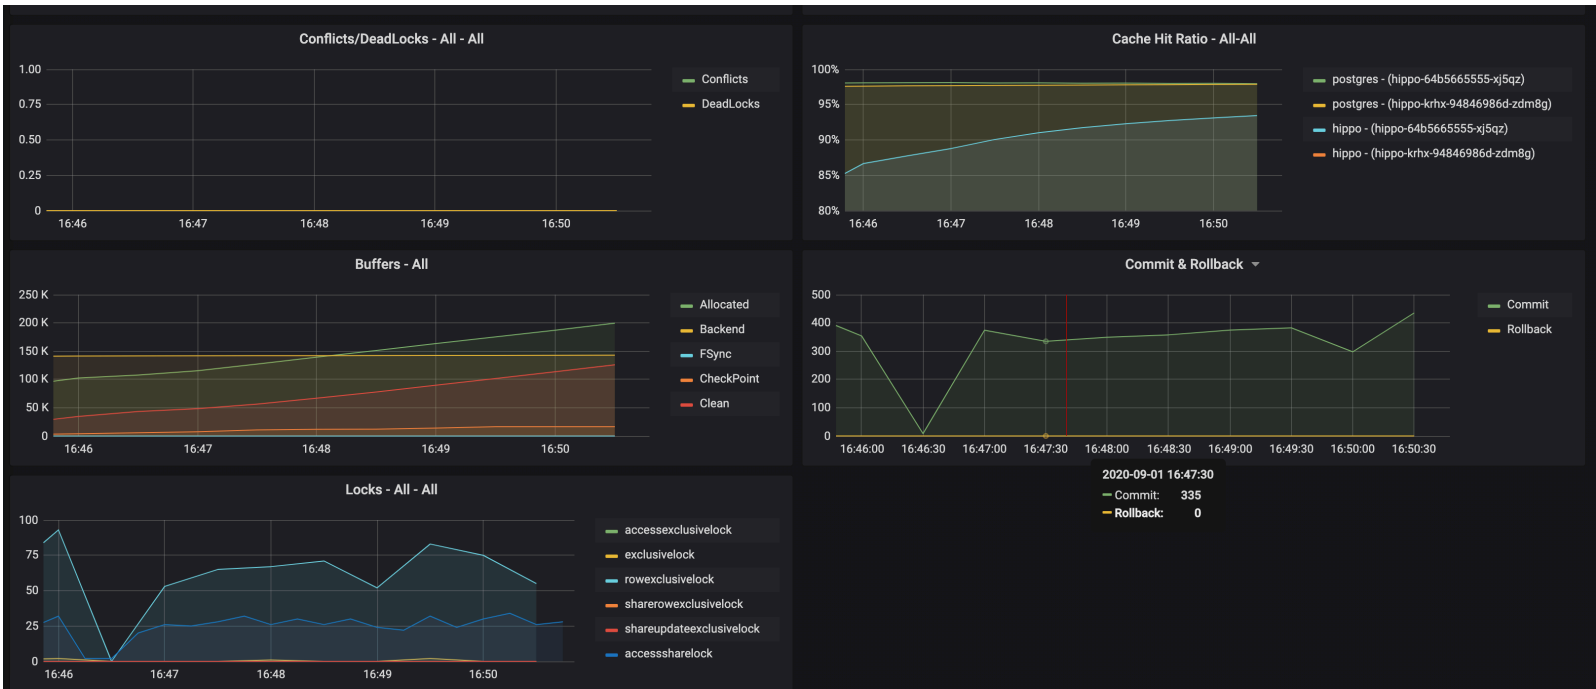 Conflicts/DeadLocks - All - All
1.00
0.75
0.50
0.25
0
16:46 16:47 16:48 16:49 16:50
Conflicts
DeadLocks
Cache Hit Ratio - All-All
100%
95%
90%
85%
80%
16:46 16:47 16:48 16:49 16:50
postgres - (hippo-64b5665555-xj5qz)
postgres - (hippo-krhx-94846986d-zdm8g)
hippo - (hippo-64b5665555-xj5qz)
hippo - (hippo-krhx-94846986d-zdm8g)
Buffers - All
250 K
200 K
150 K
100 K
50 K
0
16:46 16:47 16:48 16:49 16:50
Allocated
Backend
FSync
CheckPoint
Clean
Commit & Rollback
500
400
300
200
100
0
16:46:00 16:46:30 16:47:00 16:47:30 16:48:00 16:48:30 16:49:00 16:49:30 16:50:00 16:50:30
Commit
Rollback
2020-09-01 16:47:30
Commit: 335
Rollback: 0
Locks - All - All
100
75
50
25
0
16:46 16:47 16:48 16:49 16:50
accessexclusivelock
exclusivelock
rowexclusivelock
sharerowexclusivelock
shareupdateexclusivelock
accesssharelock